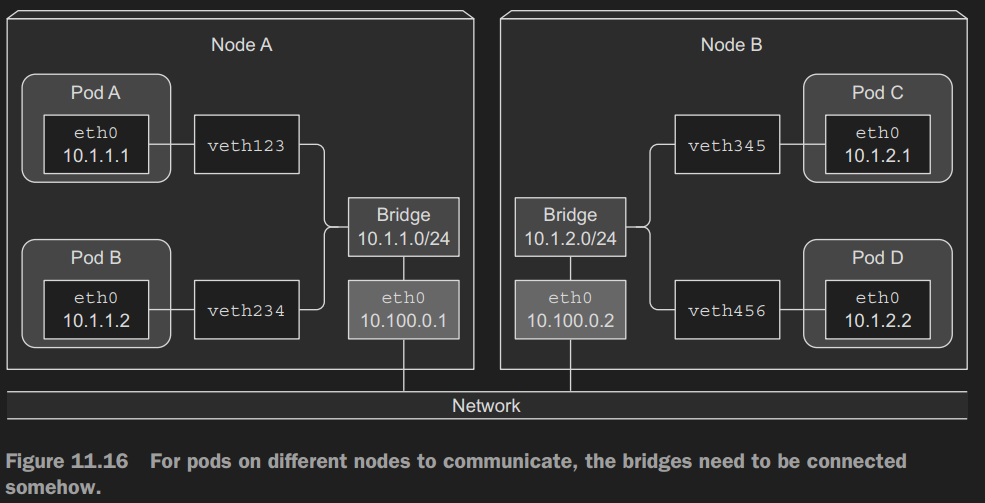 Node A
Node B
Pod A
eth0
10.1.1.1
veth123
Pod B
eth0
10.1.1.2
veth234
Bridge
10.1.1.0/24
eth0
10.100.0.1
Bridge
10.1.2.0/24
eth0
10.100.0.2
veth345
Pod C
eth0
10.1.2.1
veth456
Pod D
eth0
10.1.2.2
Network
Figure 11.16 For pods on different nodes to communicate, the bridges need to be connected
somehow.